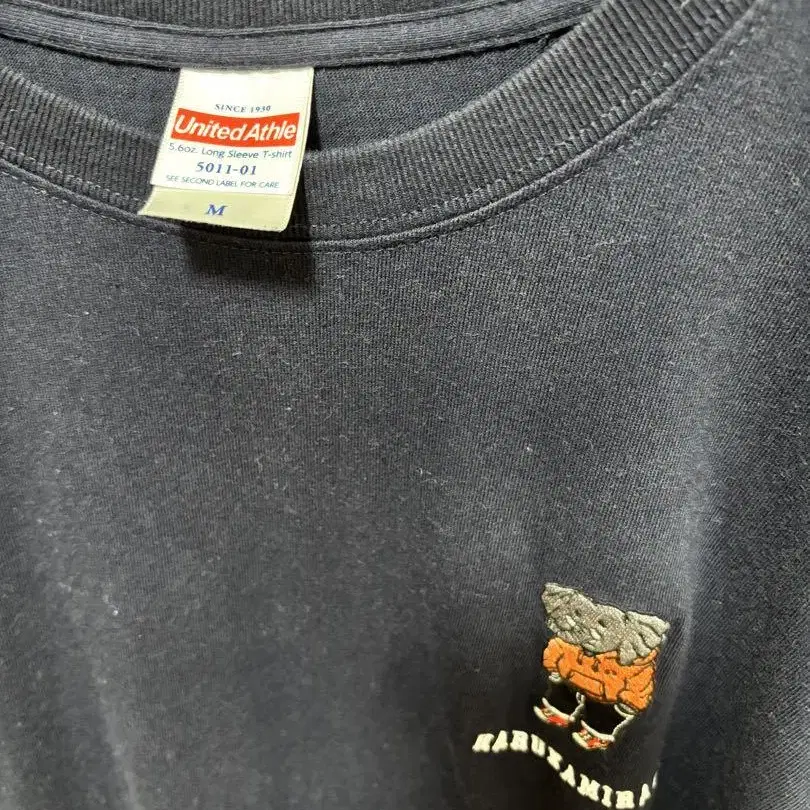 SINCE 1930
United Athle
5.6oz. Long Sleeve T-shirt
5011-01
SEE SECOND LABEL FOR CARE
M